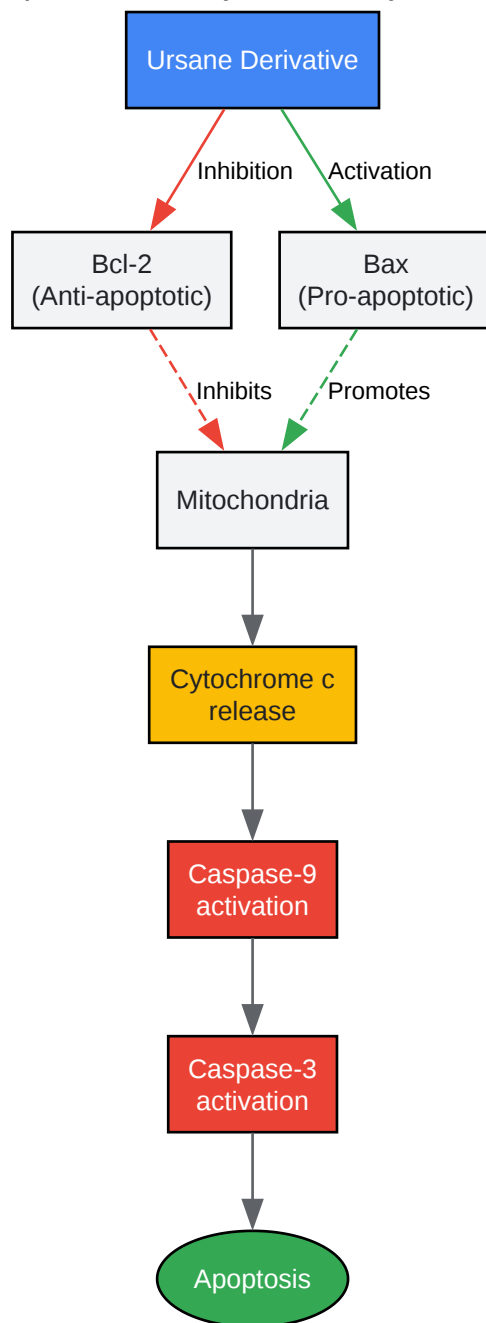 Ursane Derivative
Inhibition
Activation
Bcl-2
(Anti-apoptotic)
Bax
(Pro-apoptotic)
Inhibits
Promotes
Mitochondria
Cytochrome c
release
Caspase-9
activation
Caspase-3
activation
Apoptosis